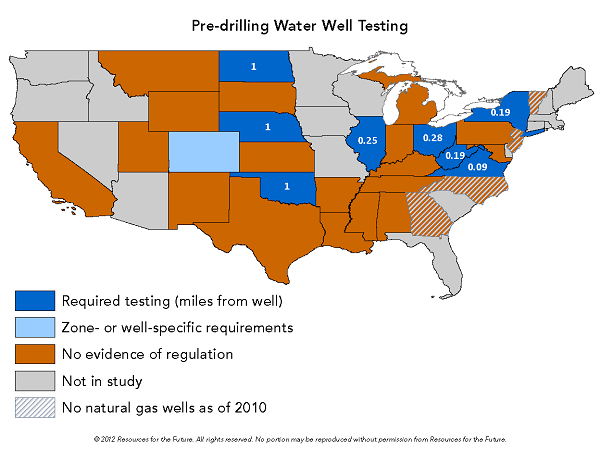 Pre-drilling Water Well Testing
1
0.19
1
0.25
0.28
0.19
0.09
1
Required testing (miles from well)
Zone- or well-specific requirements
No evidence of regulation
Not in study
No natural gas wells as of 2010
© 2012 Resources for the Future. All rights reserved. No portion may be reproduced without permission from Resources for the Future.